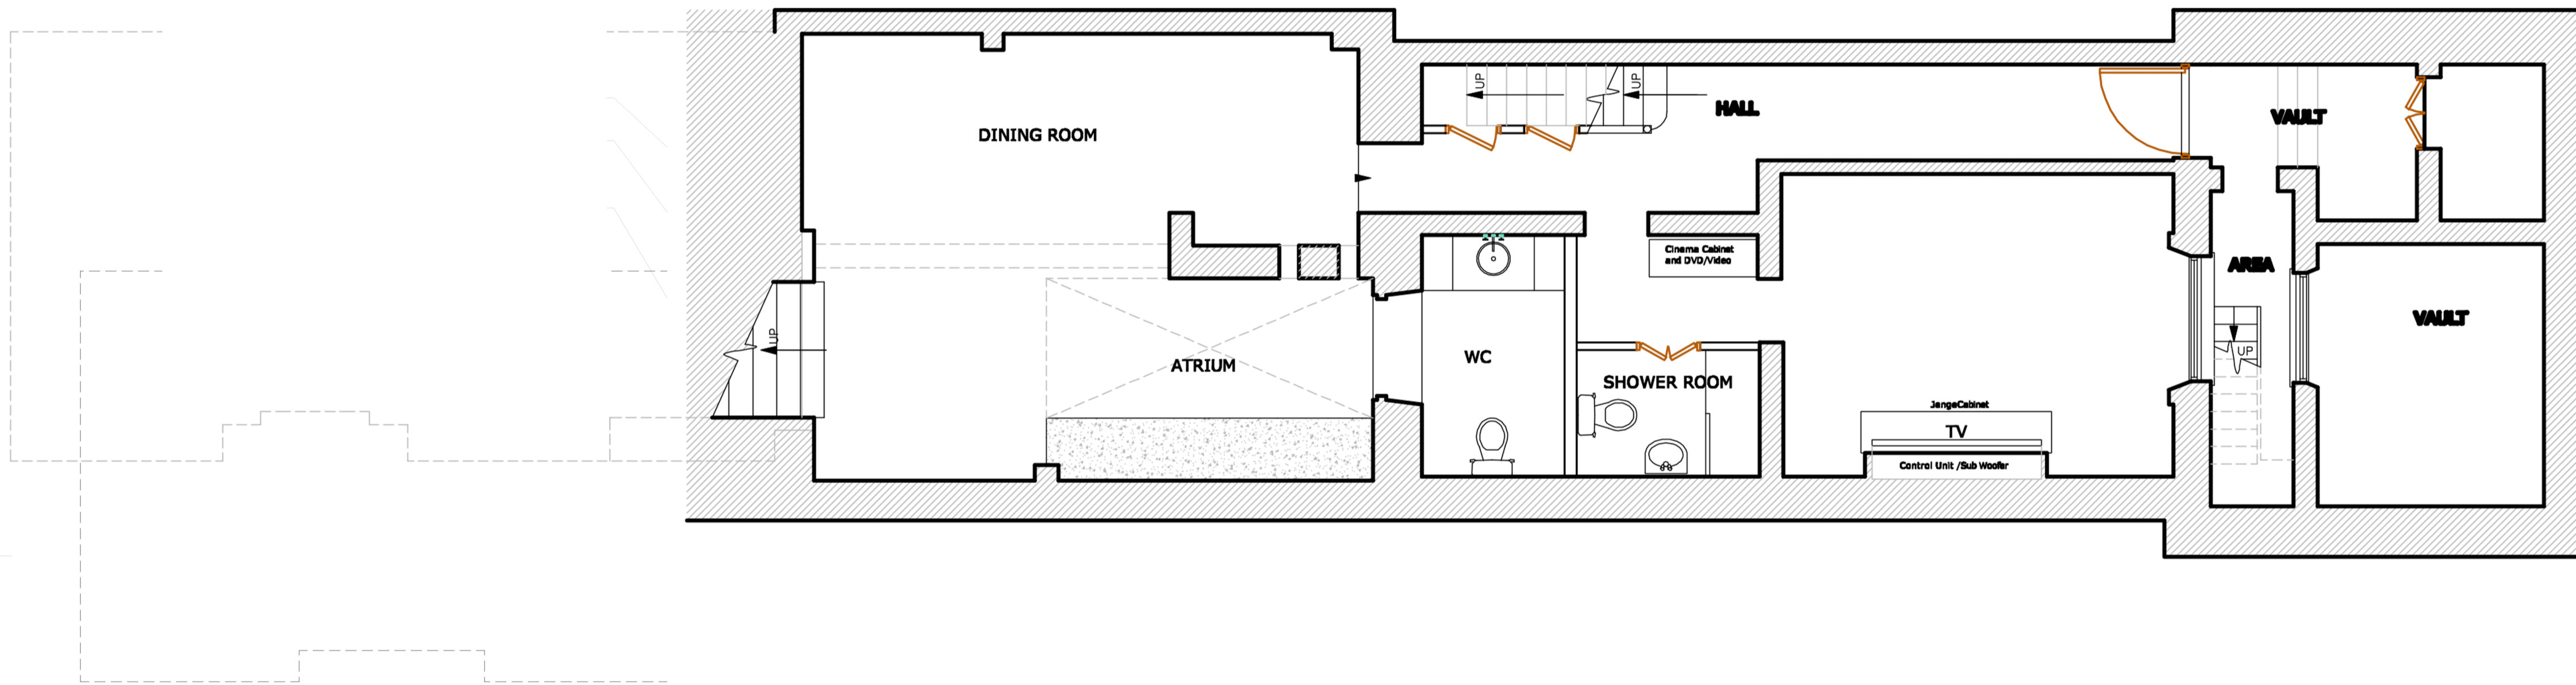 UP
UP
HALL
VAULT
DINING ROOM
Cinema Cabinet
and DVD/Video
AREA
VAULT
UP
UP
WC
ATRIUM
SHOWER ROOM
JengeCabinet
TV
Control Unit /Sub Woofer